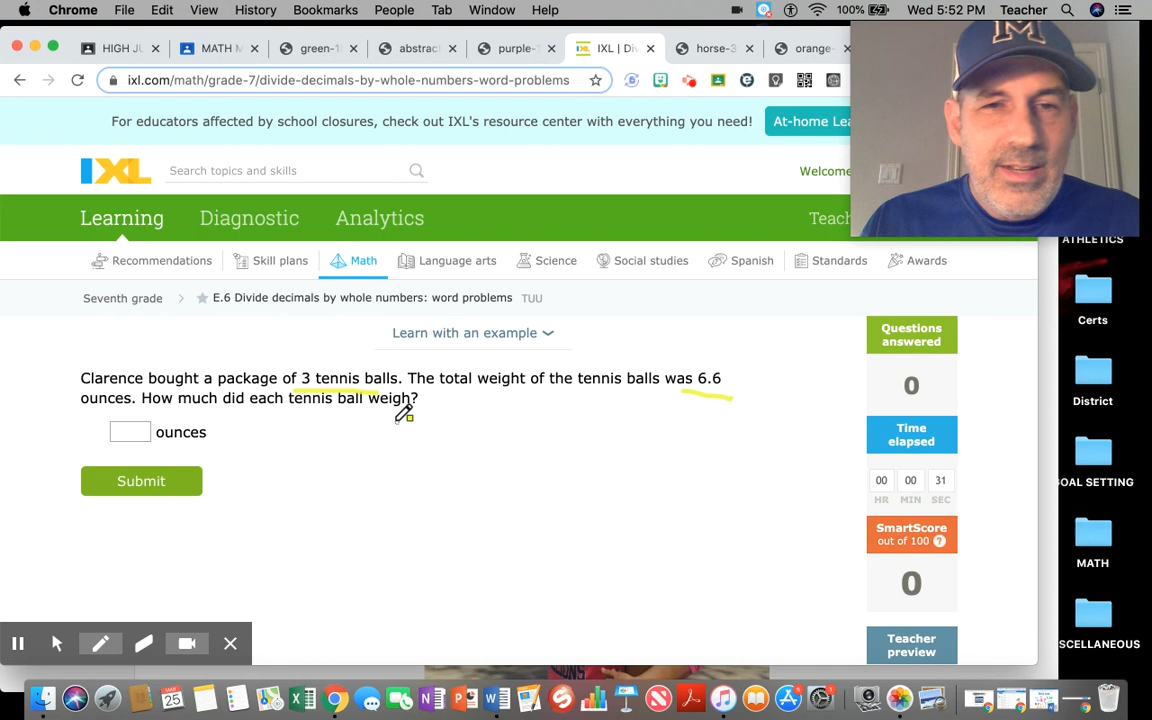 Chrome File Edit View History Bookmarks People Tab Window Help 100% Wed 5:52 PM Teacher
HIGH JU MATH M green-1 abstrac purple- IXL | Div horse-3 orange-
ixl.com/math/grade-7/divide-decimals-by-whole-numbers-word-problems
For educators affected by school closures, check out IXL's resource center with everything you need! At-home Lea
M
IXL Search topics and skills Welcome
Learning Diagnostic Analytics Teach
Recommendations Skill plans Math Language arts Science Social studies Spanish Standards Awards
ATHLETICS
Seventh grade > E.6 Divide decimals by whole numbers: word problems TUU
Certs
Learn with an example
Questions
answered
0
Clarence bought a package of 3 tennis balls. The total weight of the tennis balls was 6.6
ounces. How much did each tennis ball weigh?
ounces
Submit
District
Time
elapsed
00 00 31
HR MIN SEC
GOAL SETTING
SmartScore
out of 100 ?
0
MATH
Teacher
preview
SCELLANEOUS